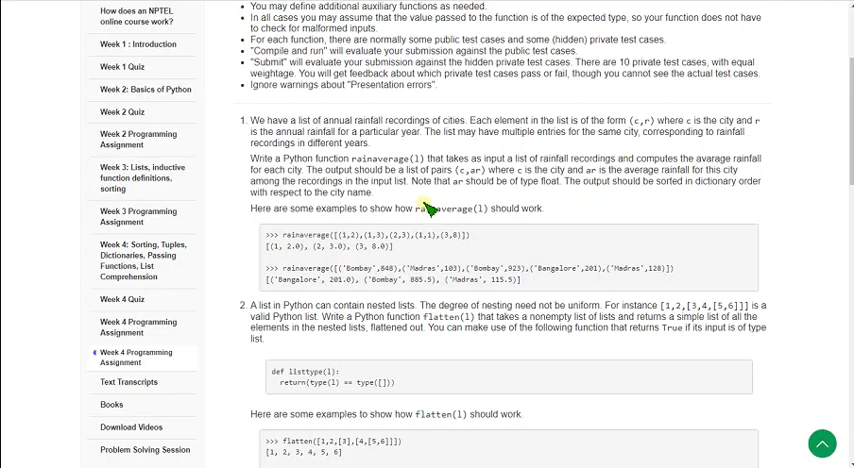 How does an NPTEL
online course work?
Week 1 : Introduction
Week 1 Quiz
Week 2: Basics of Python
Week 2 Quiz
Week 2 Programming
Assignment
Week 3: Lists, inductive
function definitions,
sorting
Week 3 Programming
Assignment
Week 4: Sorting, Tuples,
Dictionaries, Passing
Functions, List
Comprehension
Week 4 Quiz
Week 4 Programming
Assignment
Week 4 Programming
Assignment
Text Transcripts
Books
Download Videos
Problem Solving Session
You may define additional auxiliary functions as needed.
In all cases you may assume that the value passed to the function is of the expected type, so your function does not have
to check for malformed inputs.
For each function, there are normally some public test cases and some (hidden) private test cases.
"Compile and run" will evaluate your submission against the public test cases.
"Submit" will evaluate your submission against the hidden private test cases. There are 10 private test cases, with equal
weightage. You will get feedback about which private test cases pass or fail, though you cannot see the actual test cases.
Ignore warnings about "Presentation errors".
1. We have a list of annual rainfall recordings of cities. Each element in the list is of the form (c,r) where c is the city and r
is the annual rainfall for a particular year. The list may have multiple entries for the same city, corresponding to rainfall
recordings in different years.
Write a Python function rainaverage(l) that takes as input a list of rainfall recordings and computes the avarage rainfall
for each city. The output should be a list of pairs (c,ar) where c is the city and ar is the average rainfall for this city
among the recordings in the input list. Note that ar should be of type float. The output should be sorted in dictionary order
with respect to the city name.
Here are some examples to show how rainaverage(l) should work.
>>> rainaverage([(1,2),(1,3),(2,3),(1,1),(3,8)])
[(1, 2.0), (2, 3.0), (3, 8.0)]
>>> rainaverage([('Bombay',848),('Madras',103),('Bombay',923),('Bangalore',201),('Madras',128)])
[('Bangalore', 201.0), ('Bombay', 885.5), ('Madras', 115.5)]
2. A list in Python can contain nested lists. The degree of nesting need not be uniform. For instance [1,2,[3,4,[5,6]]] is a
valid Python list. Write a Python function flatten(l) that takes a nonempty list of lists and returns a simple list of all the
elements in the nested lists, flattened out. You can make use of the following function that returns True if its input is of type
list.
def listtype(l):
return(type(l) == type([]))
Here are some examples to show how flatten(l) should work.
>>> flatten([1,2,[3],[4,[5,6]]])
[1, 2, 3, 4, 5, 6]